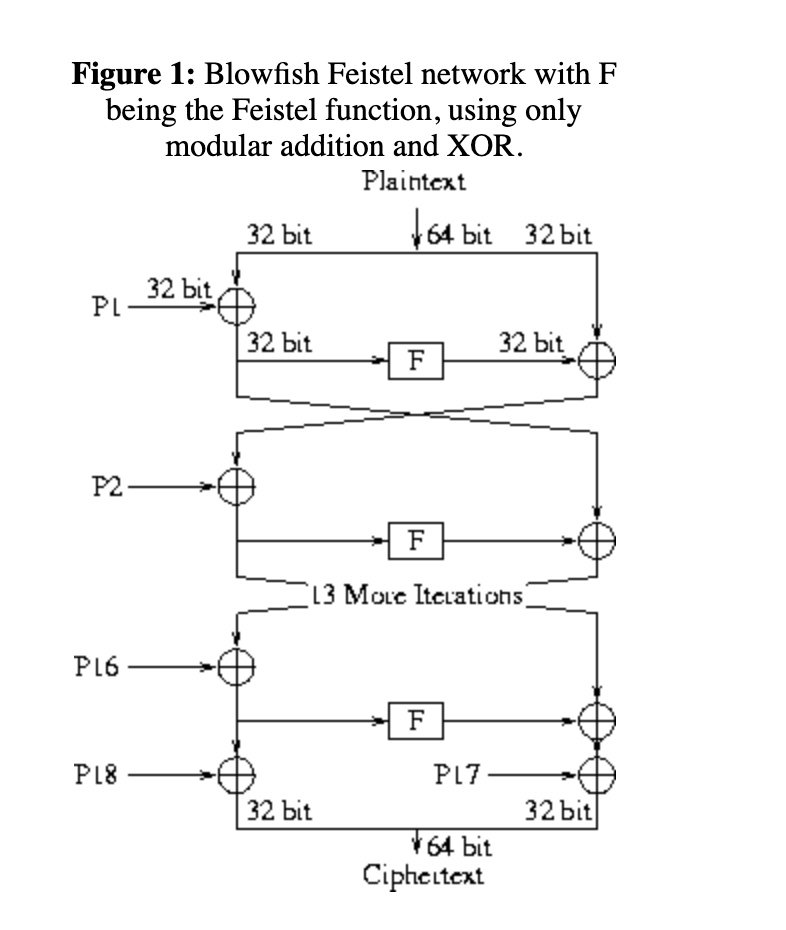 Figure 1: Blowfish Feistel network with F
being the Feistel function, using only
modular addition and XOR.
Plaintext
32 bit 64 bit 32 bit
P1 32 bit
32 bit F 32 bit
P2
F
13 More Iterations
P16
F
P18 P17
32 bit 32 bit
64 bit
Ciphertext